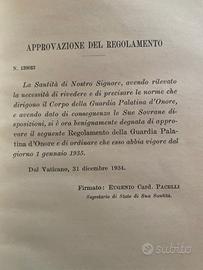 APPROVAZIONE DEL REGOLAMENTO
N. 139037
La Santità di Nostro Signore, avendo rilevato
la necessità di rivedere e di precisare le norme che
dirigono il Corpo della Guardia Palatina d'Onore, e
avendo dato di conseguenza le Sue Sovrane di-
sposizioni, si è ora benignamente degnata di appro-
vare il seguente Regolamento della Guardia Pala-
tina d'Onore e di ordinare che esso abbia vigore dal
giorno 1 gennaio 1935.
Dal Vaticano, 31 dicembre 1934.
Firmato: EUGENIO Card. PACELLI
Segretario di Stato di Sua Santità.
subito